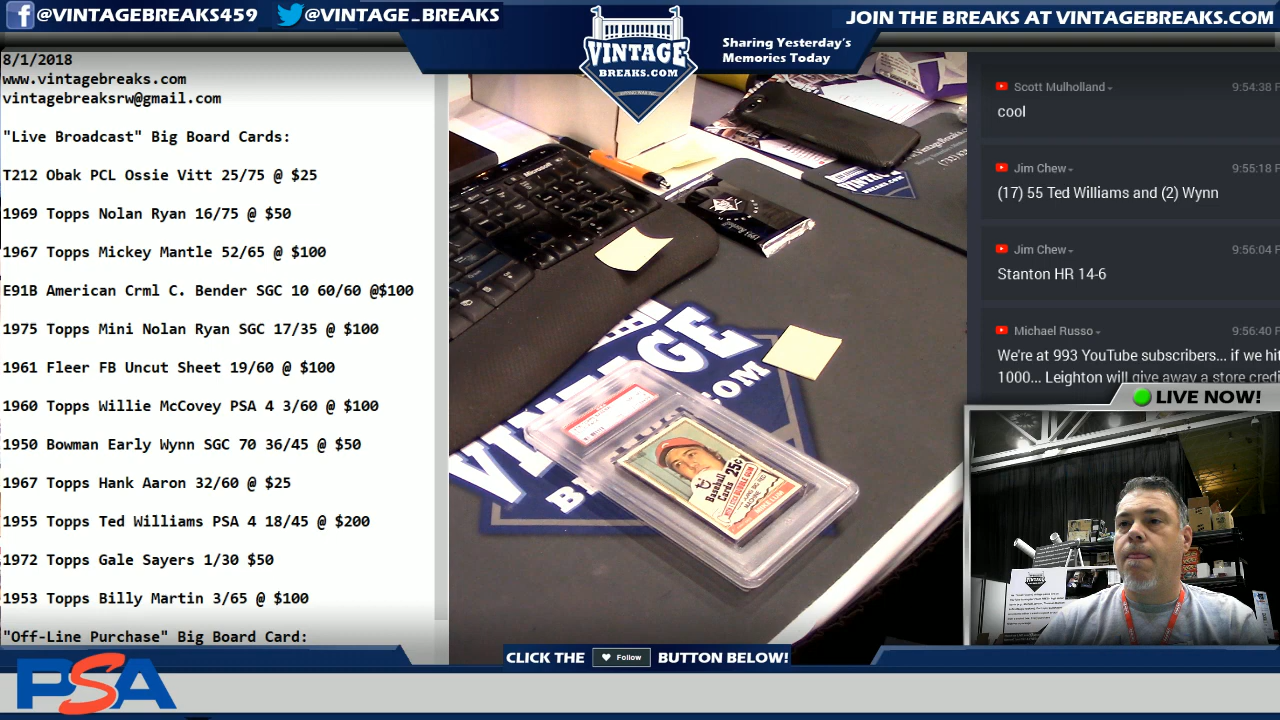 @VINTAGEBREAKS459
@VINTAGE_BREAKS
VINTAGE
BREAKS.COM
Sharing Yesterday's
Memories Today
JOIN THE BREAKS AT VINTAGEBREAKS.COM
8/1/2018
www.vintagebreaks.com
vintagebreaksrw@gmail.com
"Live Broadcast" Big Board Cards:
T212 Obak PCL Ossie Vitt 25/75 @ $25
1969 Topps Nolan Ryan 16/75 @ $50
1967 Topps Mickey Mantle 52/65 @ $100
E91B American Crml C. Bender SGC 10 60/60 @$100
1975 Topps Mini Nolan Ryan SGC 17/35 @ $100
1961 Fleer FB Uncut Sheet 19/60 @ $100
1960 Topps Willie McCovey PSA 4 3/60 @ $100
1950 Bowman Early Wynn SGC 70 36/45 @ $50
1967 Topps Hank Aaron 32/60 @ $25
1955 Topps Ted Williams PSA 4 18/45 @ $200
1972 Topps Gale Sayers 1/30 $50
1953 Topps Billy Martin 3/65 @ $100
"Off-Line Purchase" Big Board Card:
VINTAGE
Baseball
Cards 25¢
Scott Mulholland
9:54:38
cool
Jim Chew
9:55:18
(17) 55 Ted Williams and (2) Wynn
Jim Chew
9:56:04
Stanton HR 14-6
Michael Russo
9:56:40
We're at 993 YouTube subscribers... if we hit
1000... Leighton will give away a store credi
LIVE NOW!
CLICK THE
Follow
BUTTON BELOW!
PSA